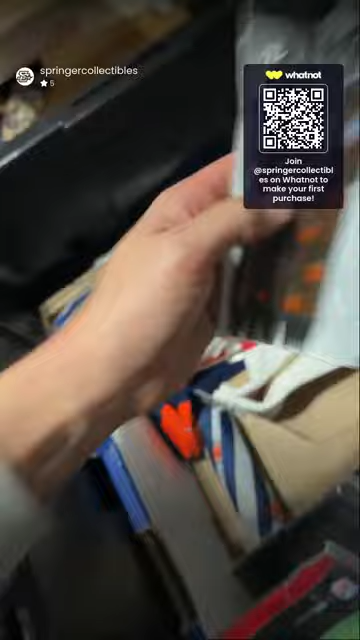 springercollectibles
5
whatnot
Join
@springercollectibl
es on Whatnot to
make your first
purchase!